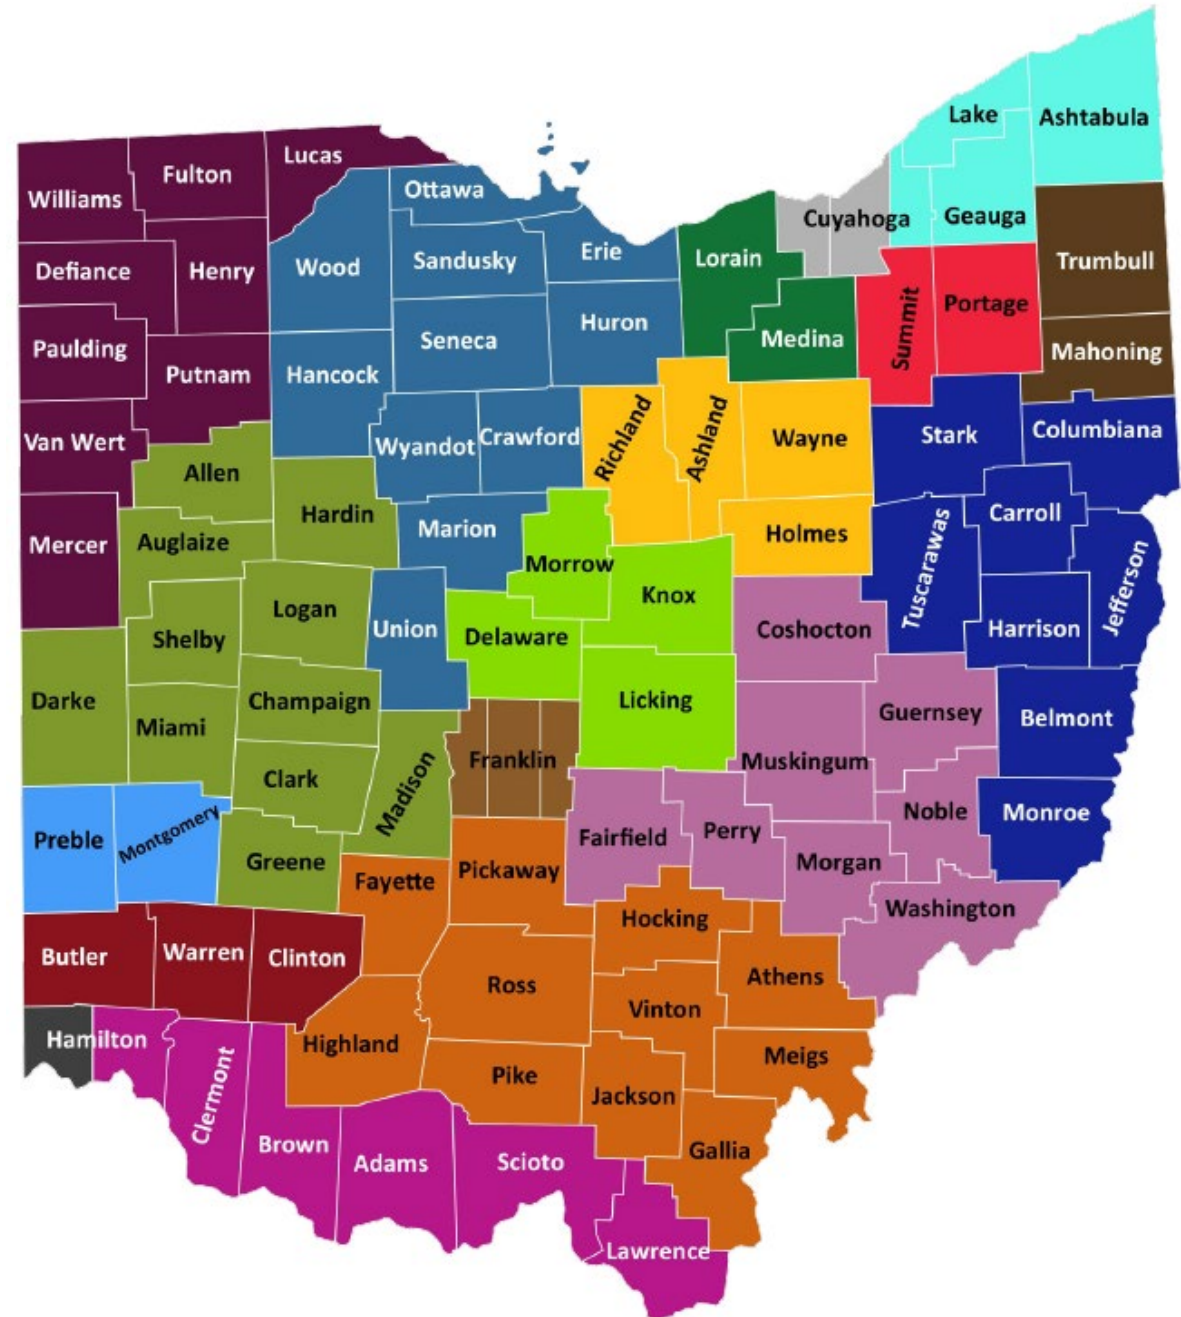 Lake
Ashtabula
Lucas
Fulton
Williams
Ottawa
Cuyahoga
Geauga
Defiance
Henry
Wood
Sandusky
Erie
Lorain
Trumbull
Portage
Summit
Paulding
Putnam
Hancock
Seneca
Huron
Medina
Mahoning
Van Wert
Allen
Wyandot
Crawford
Richland
Ashland
Wayne
Stark
Columbiana
Mercer
Auglaize
Hardin
Marion
Morrow
Holmes
Tuscarawas
Carroll
Jefferson
Shelby
Logan
Union
Delaware
Knox
Coshocton
Harrison
Darke
Miami
Champaign
Licking
Guernsey
Belmont
Clark
Madison
Franklin
Muskingum
Preble
Montgomery
Greene
Fayette
Pickaway
Fairfield
Perry
Morgan
Noble
Monroe
Butler
Warren
Clinton
Ross
Hocking
Athens
Washington
Hamilton
Clermont
Highland
Pike
Vinton
Jackson
Meigs
Brown
Adams
Scioto
Gallia
Lawrence